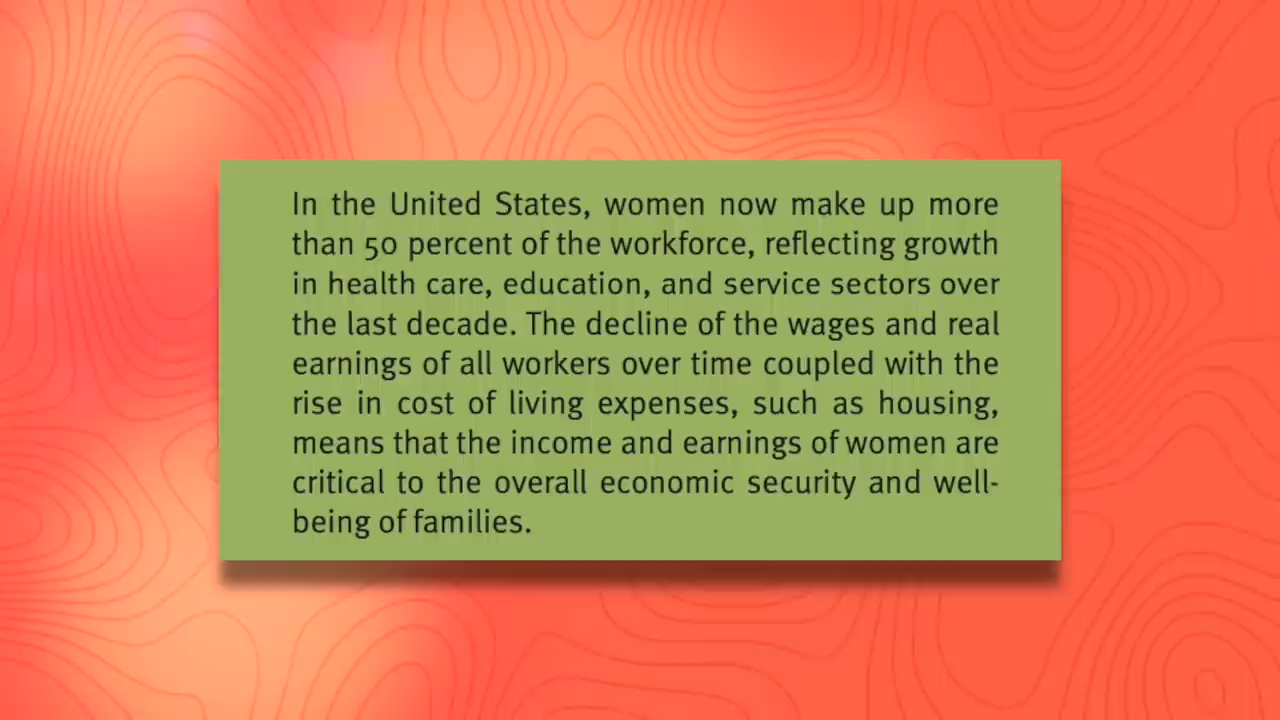 In the United States, women now make up more
than 50 percent of the workforce, reflecting growth
in health care, education, and service sectors over
the last decade. The decline of the wages and real
earnings of all workers over time coupled with the
rise in cost of living expenses, such as housing,
means that the income and earnings of women are
critical to the overall economic security and well-
being of families.